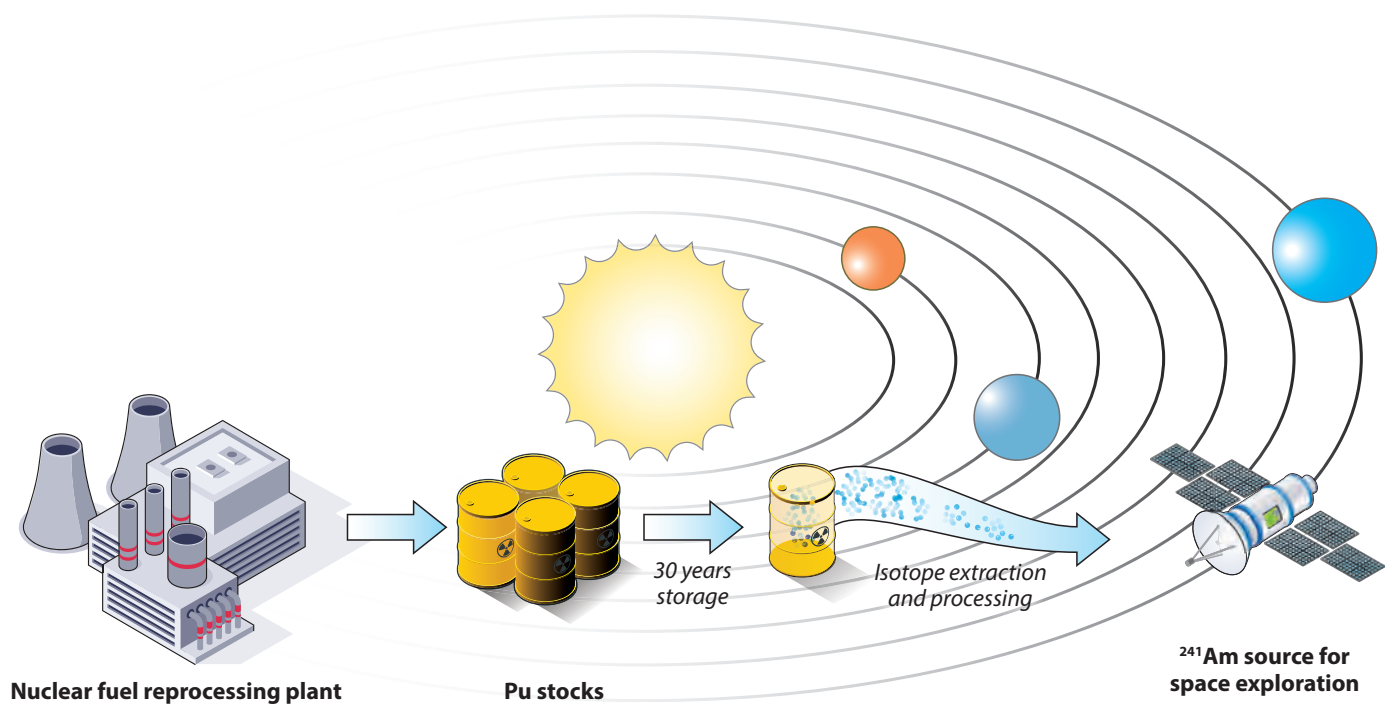 30 years
storage
Isotope extraction
and processing
Nuclear fuel reprocessing plant
Pu stocks
²⁴¹Am source for
space exploration